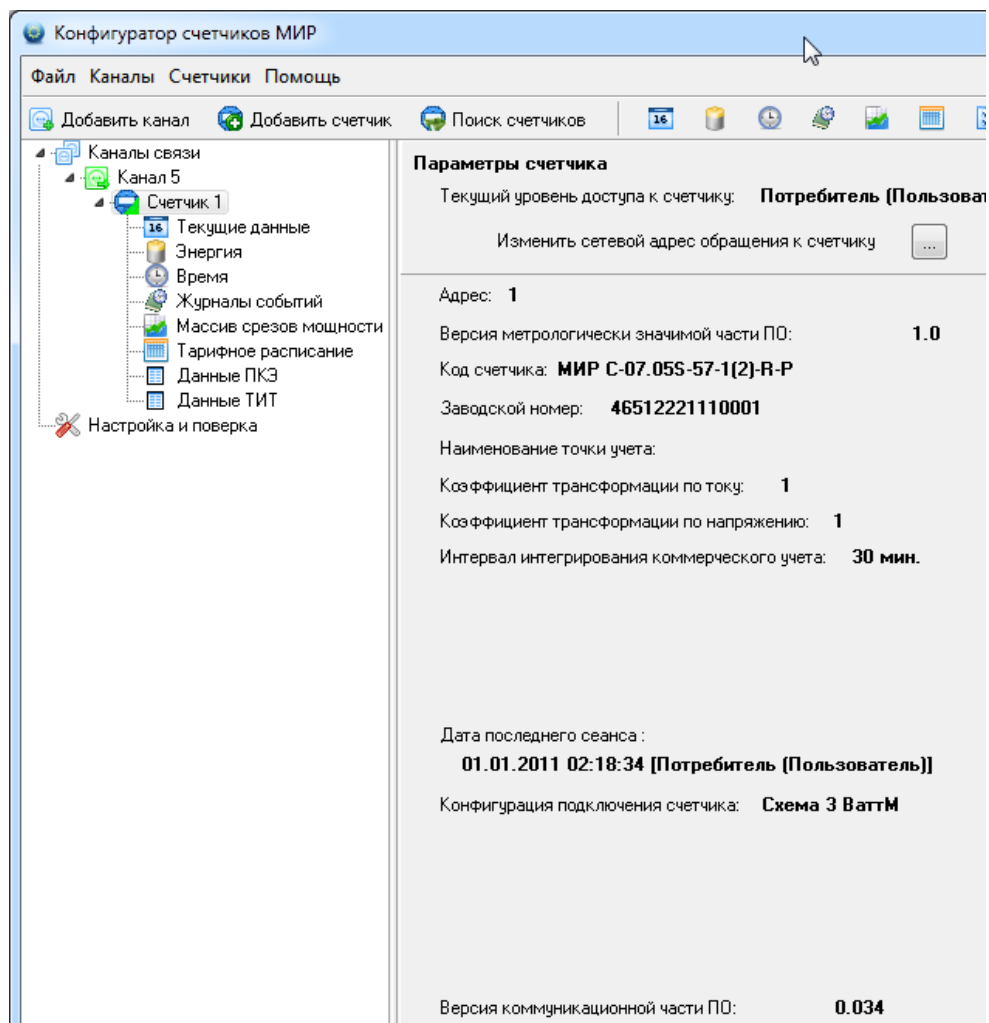 Конфигуратор счетчиков МИР
Файл Каналы Счетчики Помощь
Добавить канал Добавить счетчик Поиск счетчиков 16
Каналы связи
Канал 5
Счетчик 1
16 Текущие данные
Энергия
Время
Журналы событий
Массив срезов мощности
Тарифное расписание
Данные ПКЭ
Данные ТИТ
Настройка и поверка
Параметры счетчика
Текущий уровень доступа к счетчику: Потребитель (Пользоват
Изменить сетевой адрес обращения к счетчику ...
Адрес: 1
Версия метрологически значимой части ПО: 1.0
Код счетчика: МИР С-07.05S-57-1(2)-R-P
Заводской номер: 46512221110001
Наименование точки учета:
Коэффициент трансформации по току: 1
Коэффициент трансформации по напряжению: 1
Интервал интегрирования коммерческого учета: 30 мин.
Дата последнего сеанса :
01.01.2011 02:18:34 [Потребитель (Пользователь)]
Конфигурация подключения счетчика: Схема 3 ВаттМ
Версия коммуникационной части ПО: 0.034